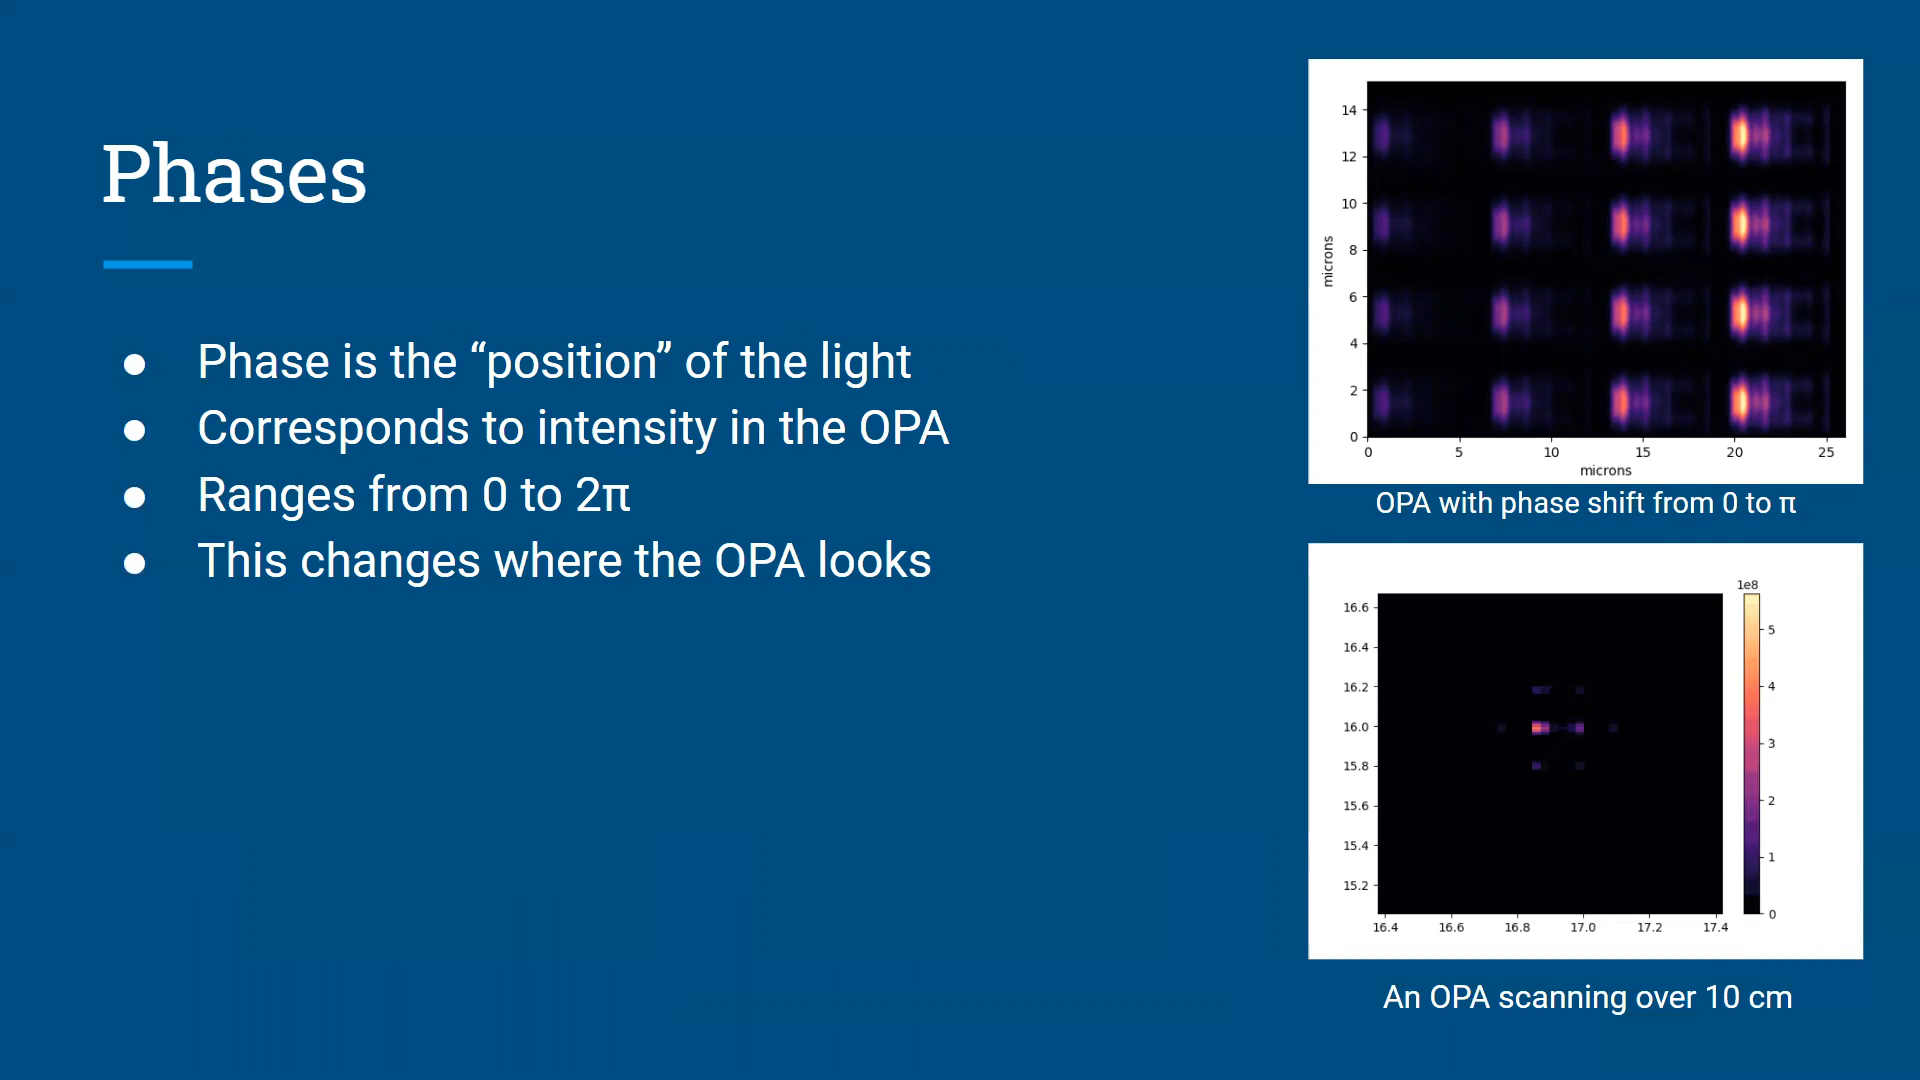 Phases
● Phase is the “position” of the light
● Corresponds to intensity in the OPA
● Ranges from 0 to 2π
● This changes where the OPA looks
14
12
10
8
6
4
2
0
microns
0 5 10 15 20 25
microns
OPA with phase shift from 0 to π
1e8
16.6
16.4
16.2
16.0
15.8
15.6
15.4
15.2
16.4 16.6 16.8 17.0 17.2 17.4
5
4
3
2
1
0
An OPA scanning over 10 cm